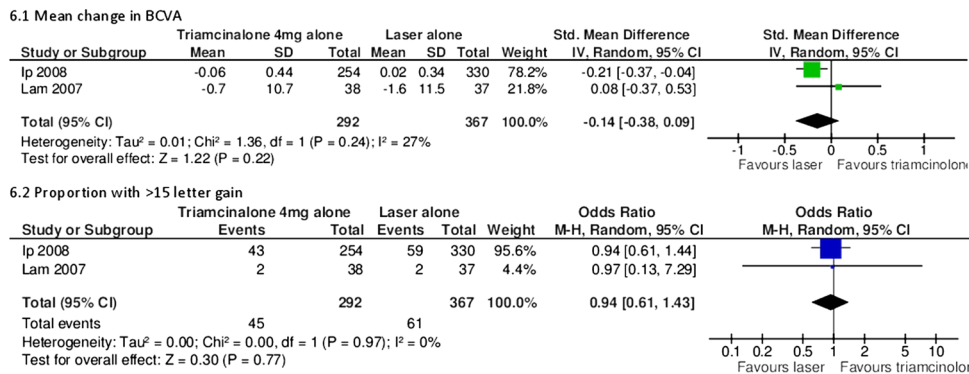 6.1 Mean change in BCVA
Triamcinalone 4mg alone Laser alone Std. Mean Difference Std. Mean Difference
Study or Subgroup Mean SD Total Mean SD Total Weight IV, Random, 95% CI IV, Random, 95% CI
Ip 2008 -0.06 0.44 254 0.02 0.34 330 78.2% -0.21 [-0.37, -0.04]
Lam 2007 -0.7 10.7 38 -1.6 11.5 37 21.8% 0.08 [-0.37, 0.53]
Total (95% CI) 292 367 100.0% -0.14 [-0.38, 0.09]
Heterogeneity: Tau² = 0.01; Chi² = 1.36, df = 1 (P = 0.24); I² = 27%
Test for overall effect: Z = 1.22 (P = 0.22)
-1 -0.5 0 0.5 1
Favours laser Favours triamcinolon
6.2 Proportion with >15 letter gain
Triamcinalone 4mg alone Laser alone Odds Ratio Odds Ratio
Study or Subgroup Events Total Events Total Weight M-H, Random, 95% CI M-H, Random, 95% CI
Ip 2008 43 254 59 330 95.6% 0.94 [0.61, 1.44]
Lam 2007 2 38 2 37 4.4% 0.97 [0.13, 7.29]
Total (95% CI) 292 367 100.0% 0.94 [0.61, 1.43]
Total events 45 61
Heterogeneity: Tau² = 0.00; Chi² = 0.00, df = 1 (P = 0.97); I² = 0%
Test for overall effect: Z = 0.30 (P = 0.77)
0.1 0.2 0.5 1 2 5 10
Favours laser Favours triamcinolor